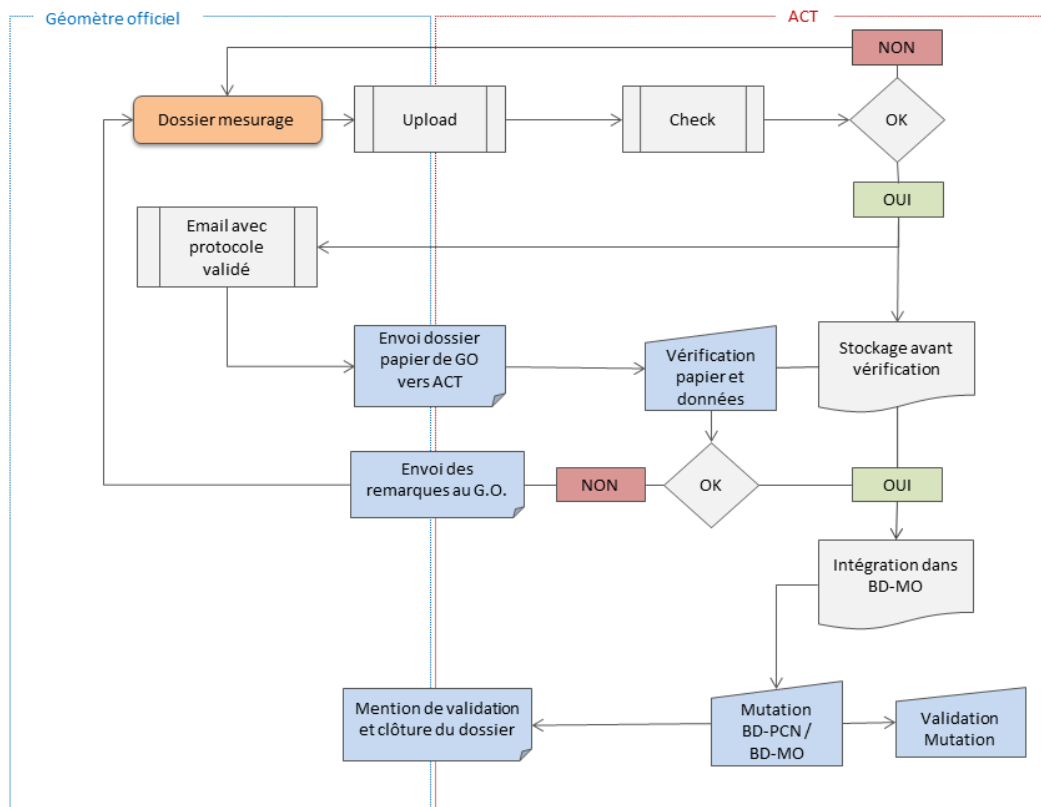 Géomètre officiel
ACT
NON
Dossier mesurage
Upload
Check
OK
OUI
Email avec
protocole
validé
Envoi dossier
papier de GO
vers ACT
Vérification
papier et
données
Stockage avant
vérification
Envoi des
remarques au G.O.
NON
OK
OUI
Intégration dans
BD-MO
Mention de validation
et clôture du dossier
Mutation
BD-PCN /
BD-MO
Validation
Mutation